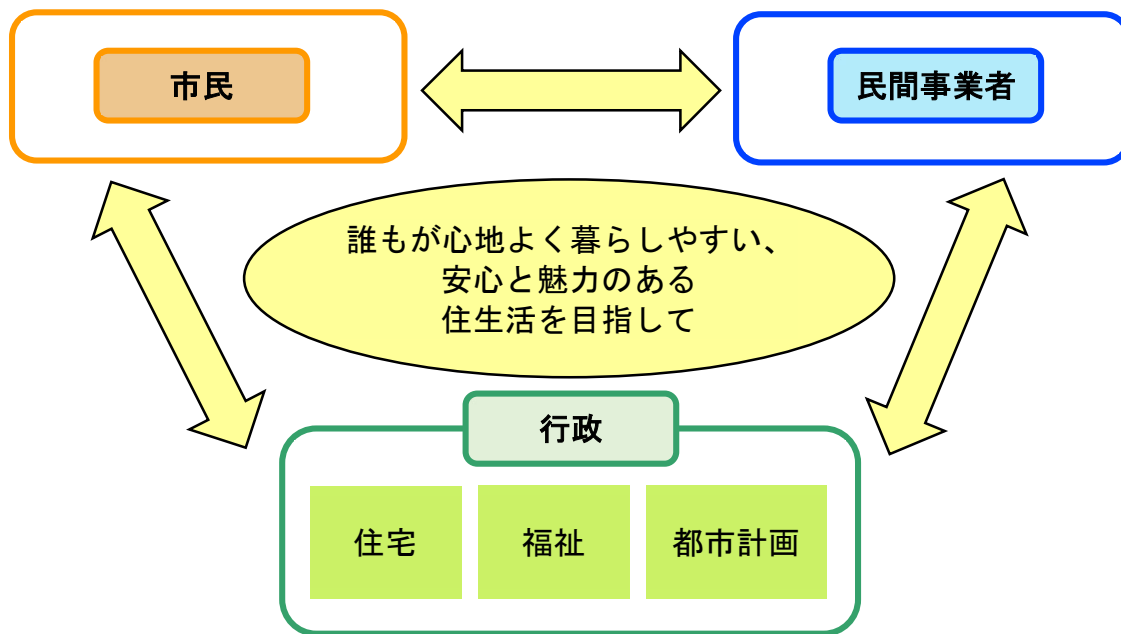 市民
民間事業者
誰もが心地よく暮らしやすい、
安心と魅力のある
住生活を目指して
行政
住宅
福祉
都市計画